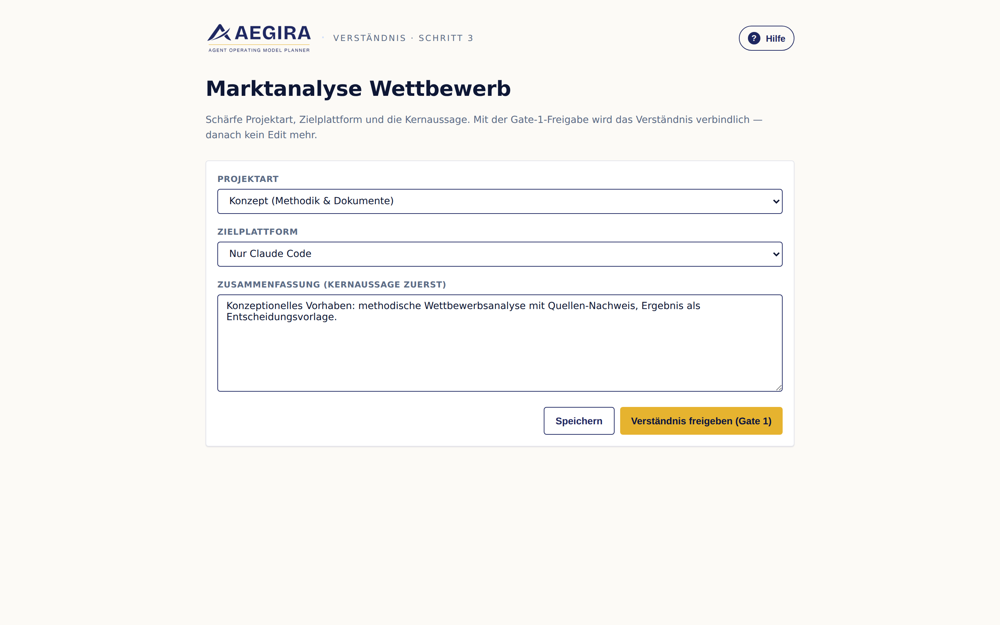 AEGIRA
AGENT OPERATING MODEL PLANNER
· VERSTÄNDNIS · SCHRITT 3
? Hilfe
Marktanalyse Wettbewerb
Schärfe Projektart, Zielplattform und die Kernaussage. Mit der Gate-1-Freigabe wird das Verständnis verbindlich —
danach kein Edit mehr.
PROJEKTART
Konzept (Methodik & Dokumente)
ZIELPLATTFORM
Nur Claude Code
ZUSAMMENFASSUNG (KERNAUSSAGE ZUERST)
Konzeptionelles Vorhaben: methodische Wettbewerbsanalyse mit Quellen-Nachweis, Ergebnis als
Entscheidungsvorlage.
Speichern
Verständnis freigeben (Gate 1)